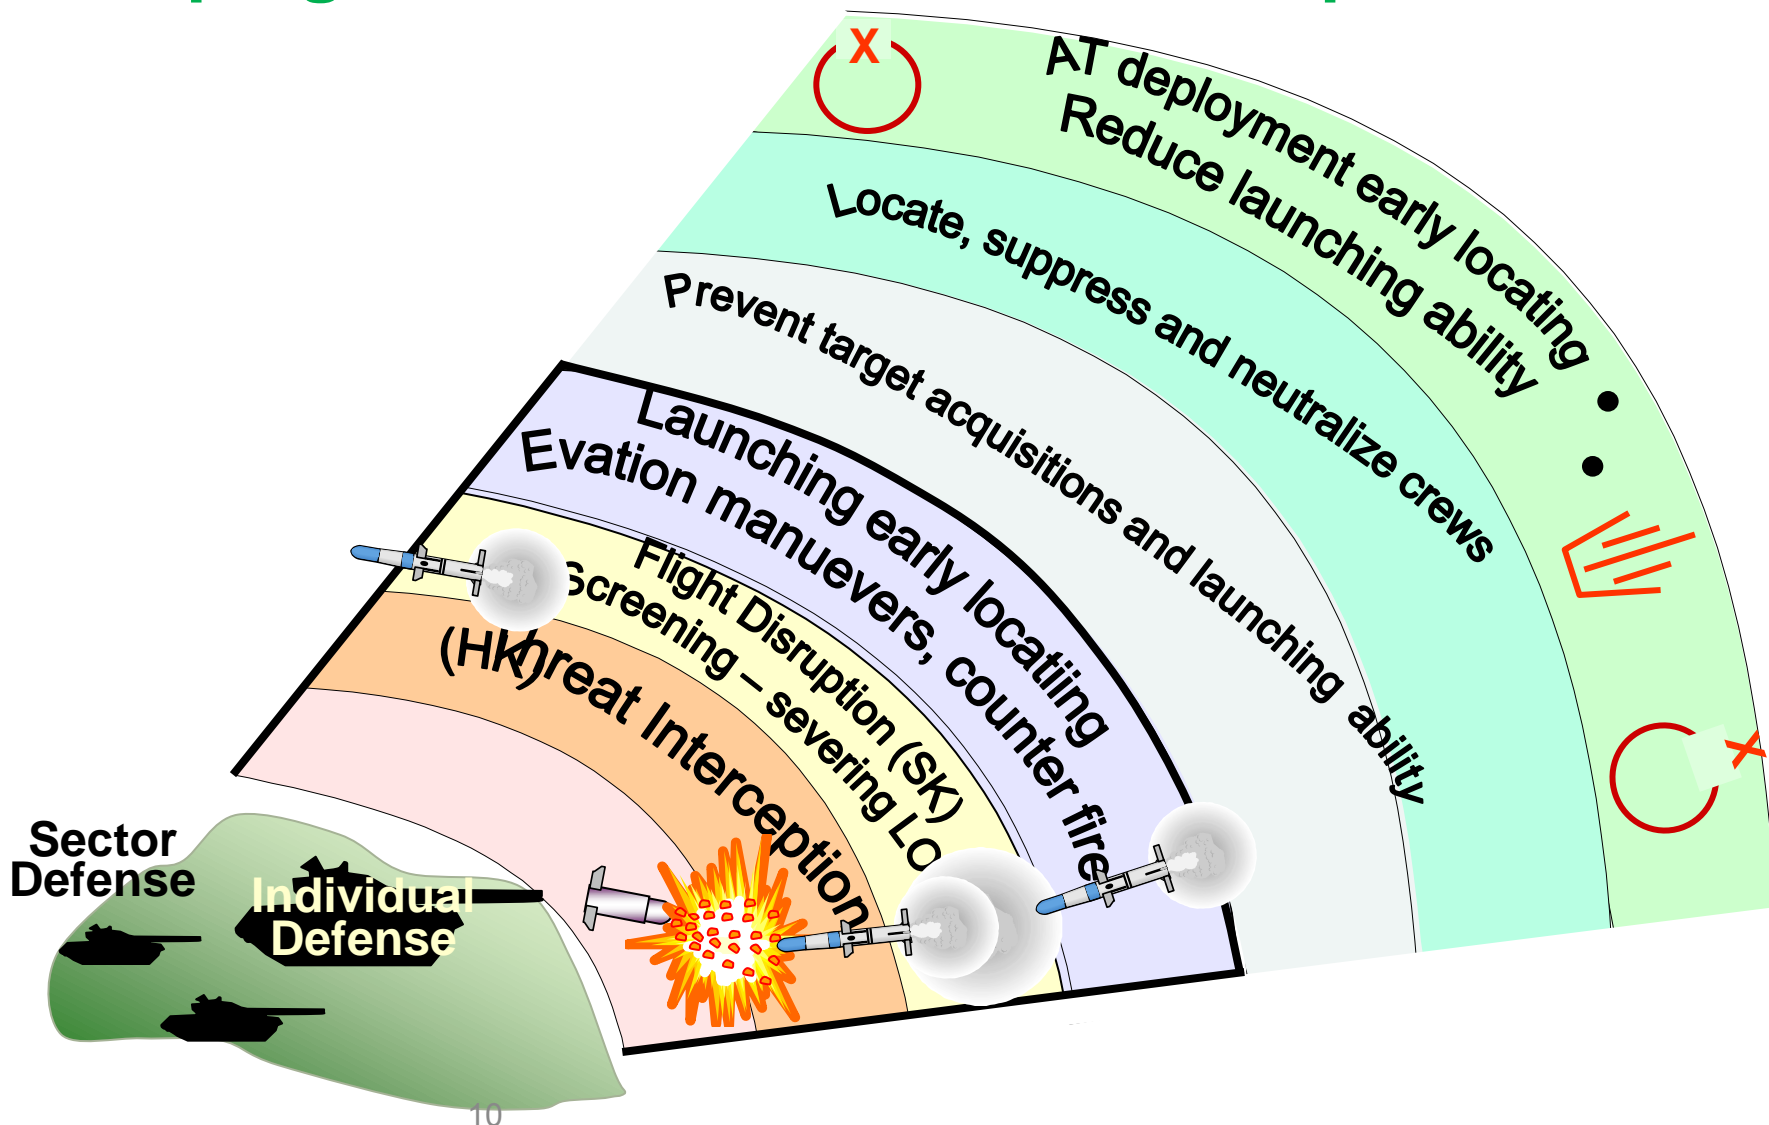 X
AT deployment early locating
Reduce launching ability
Locate, suppress and neutralize crews
Prevent target acquisitions and launching ability
Launching early locatiing
Evation manuevers, counter fire
Flight Disruption (SK)
Screening – severing LO
Threat Interception
(HK)
X
Sector
Defense
Individual
Defense
10